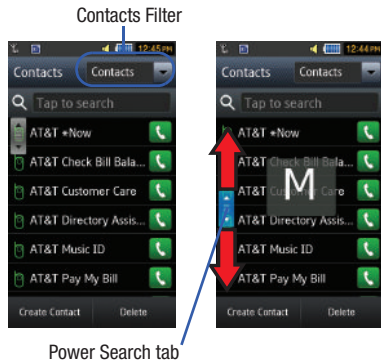 Contacts Filter
12:45 PM
Contacts Contacts
Tap to search
AT&T *Now
AT&T Check Bill Bala...
AT&T Customer Care
AT&T Directory Assis...
AT&T Music ID
AT&T Pay My Bill
Create Contact Delete
12:44 PM
Contacts Contacts
Tap to search
AT&T *Now
AT&T Check Bill Bala...
AT&T Customer Care
M
AT&T Directory Assis...
AT&T Music ID
AT&T Pay My Bill
Create Contact Delete
Power Search tab